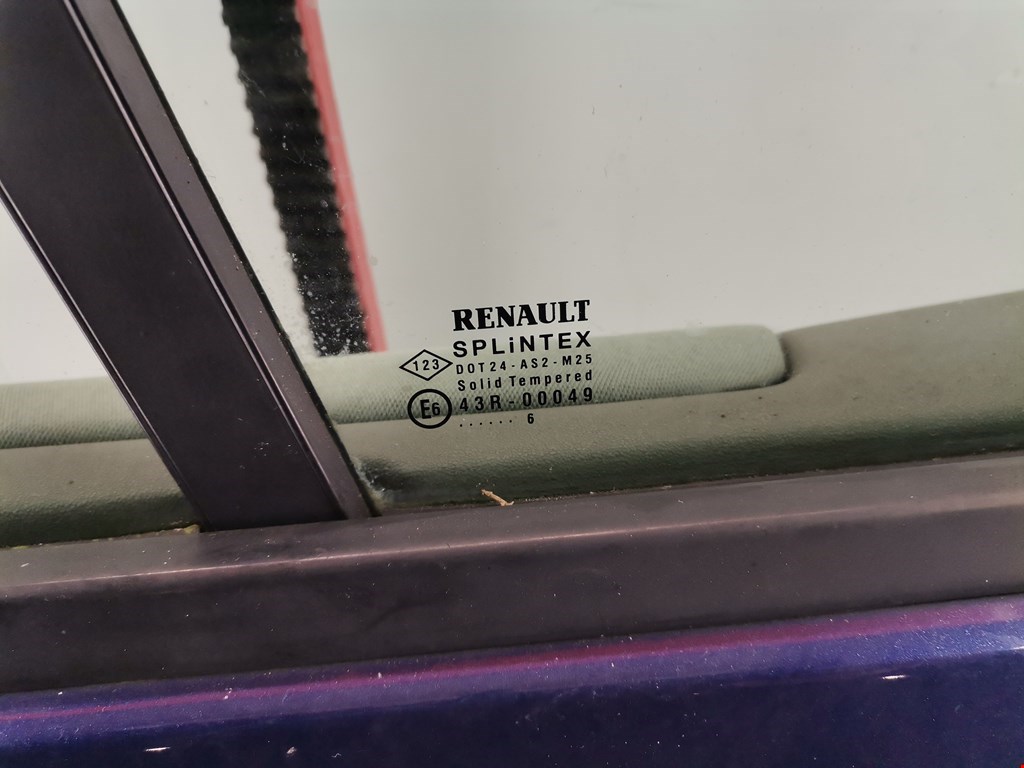 RENAULT
SPLiNTEX
123
DOT24-AS2-M25
Solid Tempered
E6
43R-00049
...... 6